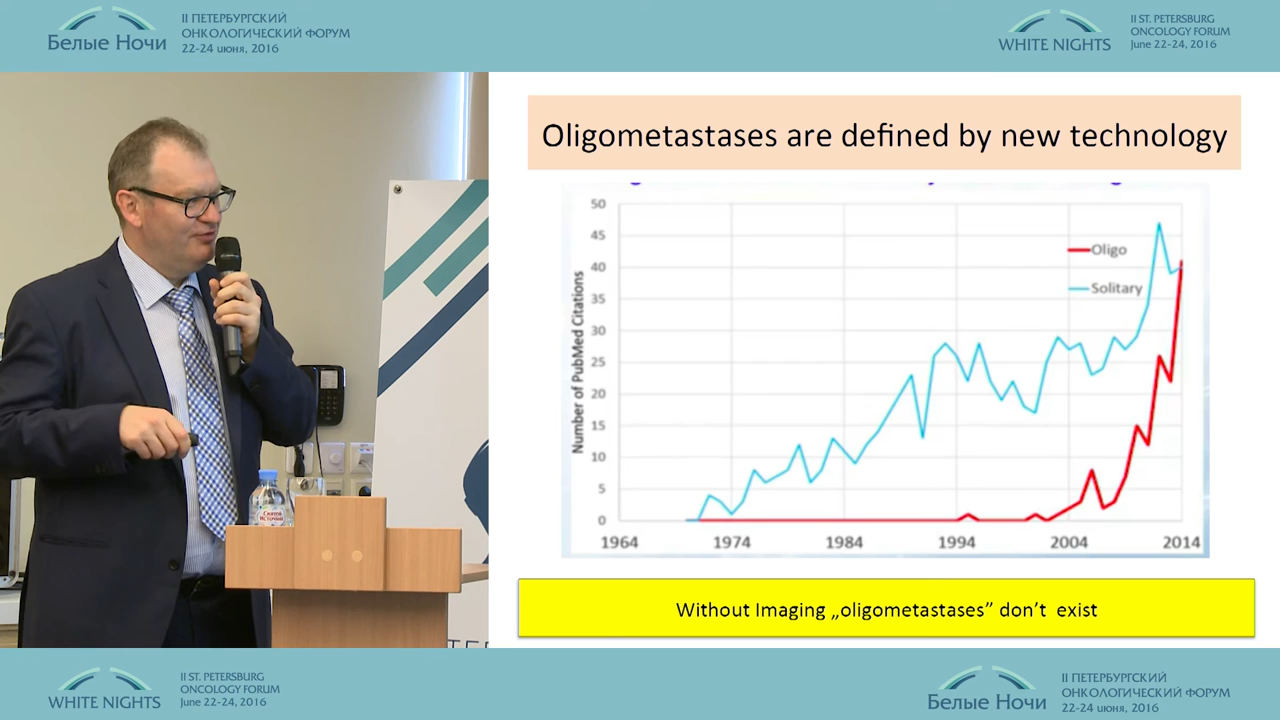 Белые Ночи
II ПЕТЕРБУРГСКИЙ
ОНКОЛОГИЧЕСКИЙ ФОРУМ
22-24 июня, 2016
WHITE NIGHTS
II ST. PETERSBURG
ONCOLOGY FORUM
June 22-24, 2016
Oligometastases are defined by new technology
Number of PubMed Citations
50
45
40
35
30
25
20
15
10
5
0
1964
1974
1984
1994
2004
2014
Oligo
Solitary
Without Imaging „oligometastases” don’t exist
WHITE NIGHTS
II ST. PETERSBURG
ONCOLOGY FORUM
June 22-24, 2016
Белые Ночи
II ПЕТЕРБУРГСКИЙ
ОНКОЛОГИЧЕСКИЙ ФОРУМ
22-24 июня, 2016